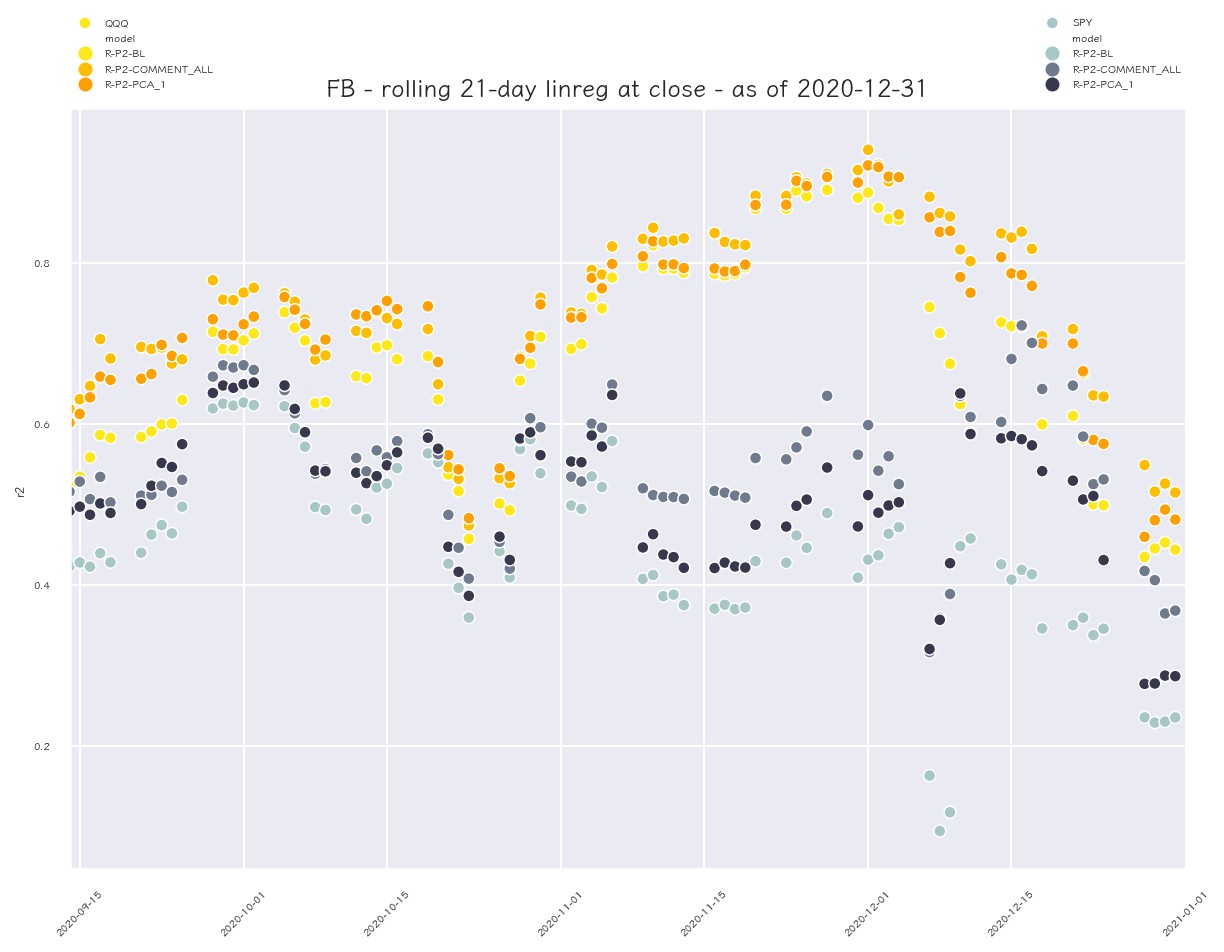 QQQ
model
R-P2-BL
R-P2-COMMENT_ALL
R-P2-PCA_1
SPY
model
R-P2-BL
R-P2-COMMENT_ALL
R-P2-PCA_1
FB - rolling 21-day linreg at close - as of 2020-12-31
r2
0.8
0.6
0.4
0.2
2020-09-15
2020-10-01
2020-10-15
2020-11-01
2020-11-15
2020-12-01
2020-12-15
2021-01-01